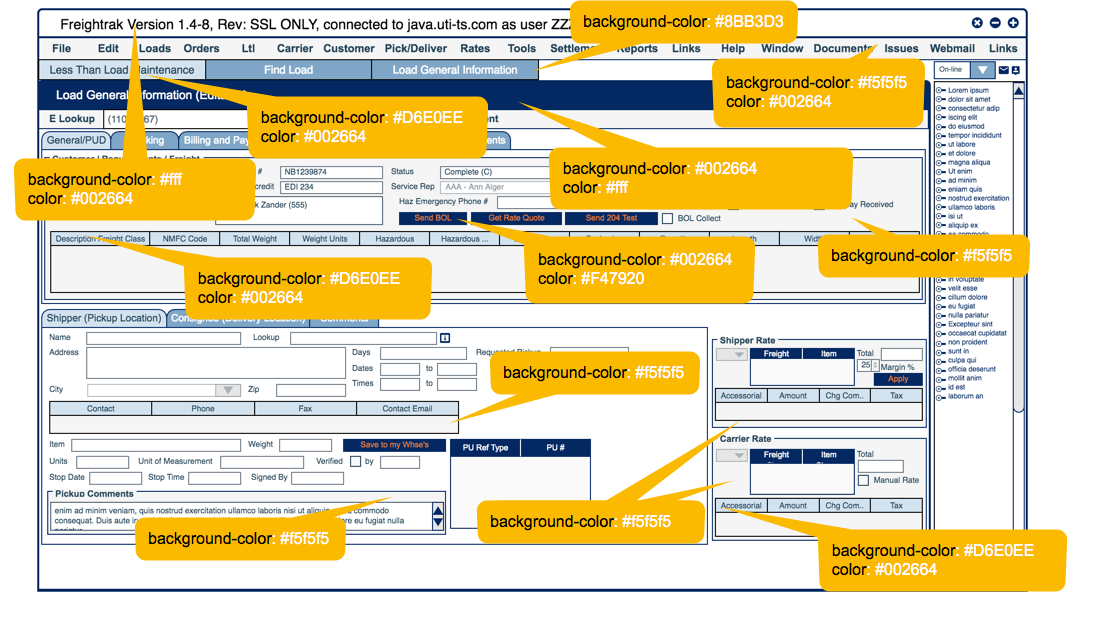 Freightrak Version 1.4-8, Rev: SSL ONLY, connected to java.uti-ts.com as user ZZZ
background-color: #8BB3D3
File Edit Loads Orders Ltl Carrier Customer Pick/Deliver Rates Tools Settlem Reports Links Help Window Documents Issues Webmail Links
Less Than Load Maintenance Find Load Load General Information
On-line
background-color: #f5f5f5
color: #002664
Load General Information (Edit
background-color: #D6E0EE
color: #002664
E Lookup (110 67) ent
General/PUD king Billing and Pay ents
Customer / Requirements / Freight
background-color: #fff
color: #002664
background-color: #002664
color: #fff
# NB1239874 Status Complete (C)
credit EDI 234 Service Rep AAA - Ann Alger
k Zander (555) Haz Emergency Phone # ay Received
Send BOL Get Rate Quote Send 204 Test BOL Collect
Description Freight Class NMFC Code Total Weight Weight Units Hazardous Hazardous ... Width
background-color: #D6E0EE
color: #002664
background-color: #002664
color: #F47920
background-color: #f5f5f5
Lorem ipsum
dolor sit amet
consectetur adip
iscing elit
do eiusmod
tempor incididunt
ut labore
et dolore
magna aliqua
Ut enim
ad minim
eniam quis
nostrud exercitation
ullamco laboris
isi ut
aliquip ex
ea commodo
in voluptate
velit esse
cillum dolore
eu fugiat
nulla pariatur
Excepteur sint
occaecat cupidatat
non proident
sunt in
culpa qui
officia deserunt
mollit anim
id est
laborum an
Shipper (Pickup Location) Consignee (Delivery Location) Comments
Name Lookup
Address Days Requested Pickup
Dates to
City Zip Times to
background-color: #f5f5f5
Contact Phone Fax Contact Email
Item Weight Save to my Whse's
Units Unit of Measurement Verified by
Stop Date Stop Time Signed By
PU Ref Type PU #
Pickup Comments
enim ad minim veniam, quis nostrud exercitation ullamco laboris nisi ut aliquip commodo
consequat. Duis aute in ere eu fugiat nulla
background-color: #f5f5f5
background-color: #f5f5f5
Shipper Rate
Freight Item Total
25 Margin %
Apply
Accessorial Amount Chg Com.. Tax
Carrier Rate
Freight Item Total
Manual Rate
Accessorial Amount Chg Com.. Tax
background-color: #D6E0EE
color: #002664